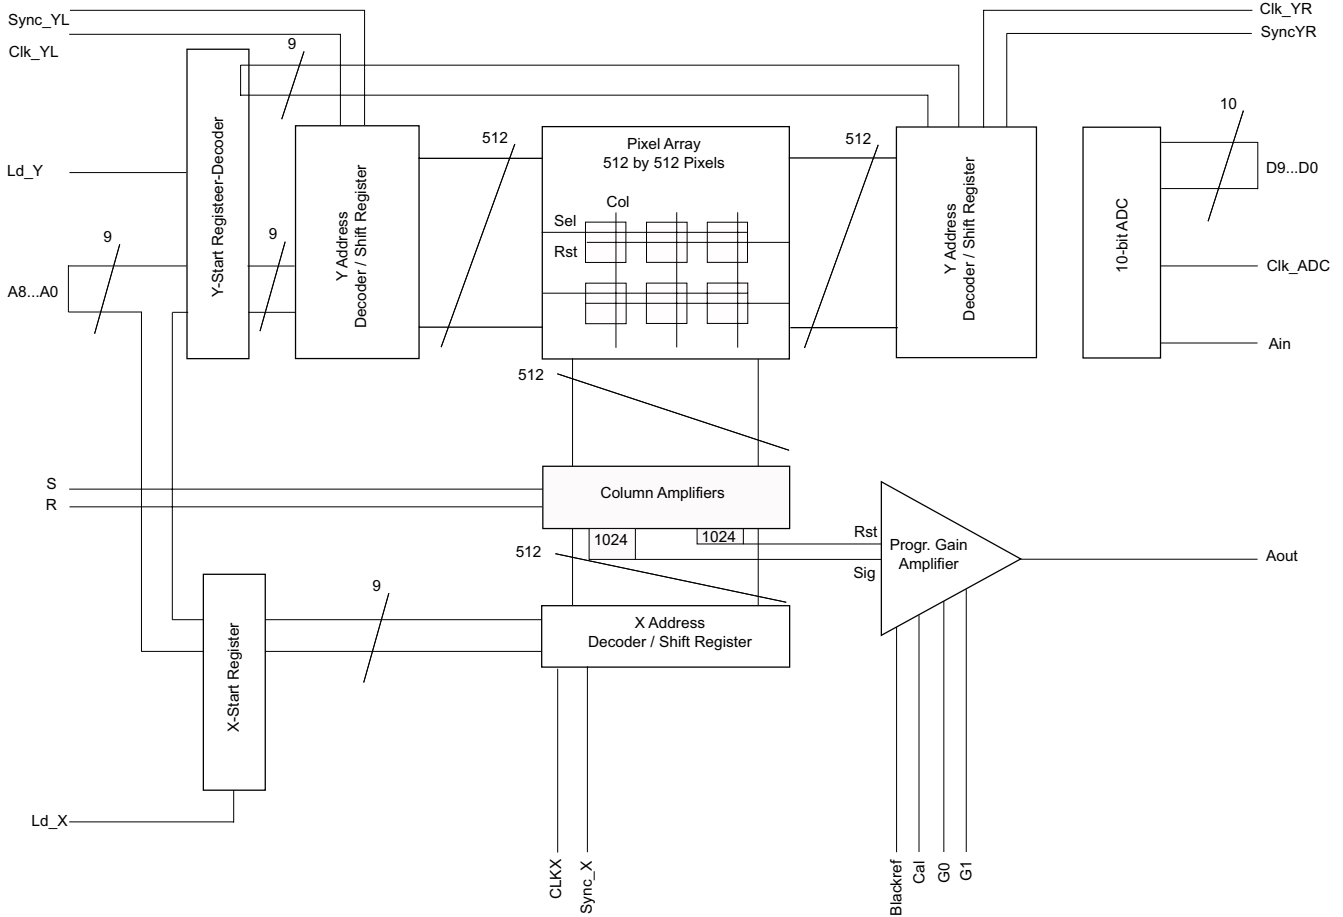 Sync_YL
Clk_YL
Clk_YR
SyncYR
9
Y-Start Registeer-Decoder
Ld_Y
9
A8...A0
9
Y Address
Decoder / Shift Register
512
Pixel Array
512 by 512 Pixels
Col
Sel
Rst
512
Y Address
Decoder / Shift Register
10-bit ADC
10
D9...D0
Clk_ADC
Ain
512
S
R
Column Amplifiers
1024
1024
512
Rst
Sig
Progr. Gain
Amplifier
Aout
9
X-Start Register
X Address
Decoder / Shift Register
Ld_X
CLKX
Sync_X
Blackref
Cal
G0
G1